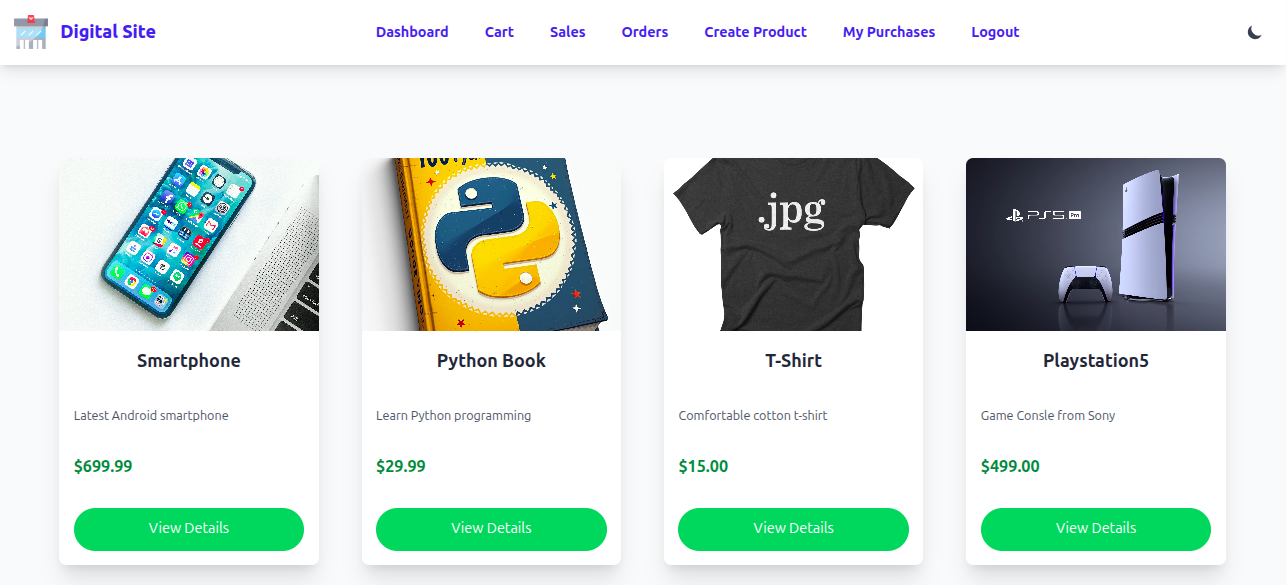 Digital Site
Dashboard Cart Sales Orders Create Product My Purchases Logout
.jpg
PS5 Pro
Smartphone
Python Book
T-Shirt
Playstation5
Latest Android smartphone
Learn Python programming
Comfortable cotton t-shirt
Game Consle from Sony
$699.99
$29.99
$15.00
$499.00
View Details
View Details
View Details
View Details